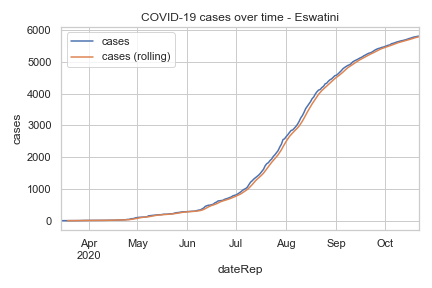 COVID-19 cases over time - Eswatini
cases
cases (rolling)
6000
5000
4000
3000
2000
1000
0
cases
Apr
2020
May
Jun
Jul
Aug
Sep
Oct
dateRep